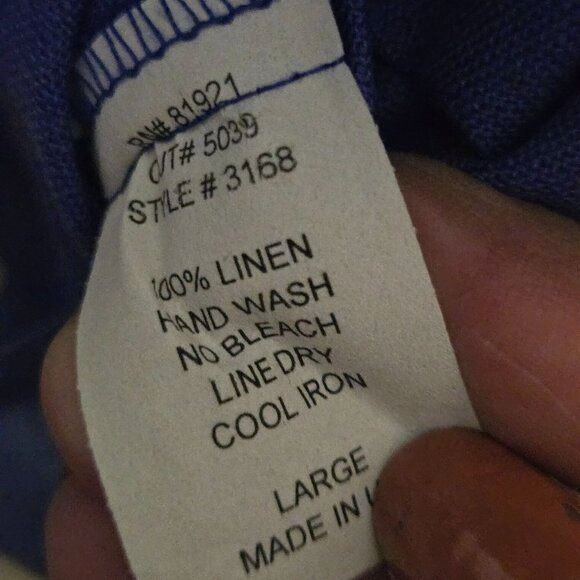 RN# 81921
CUT# 5039
STYLE # 3168
100% LINEN
HAND WASH
NO BLEACH
LINE DRY
COOL IRON
LARGE
MADE IN